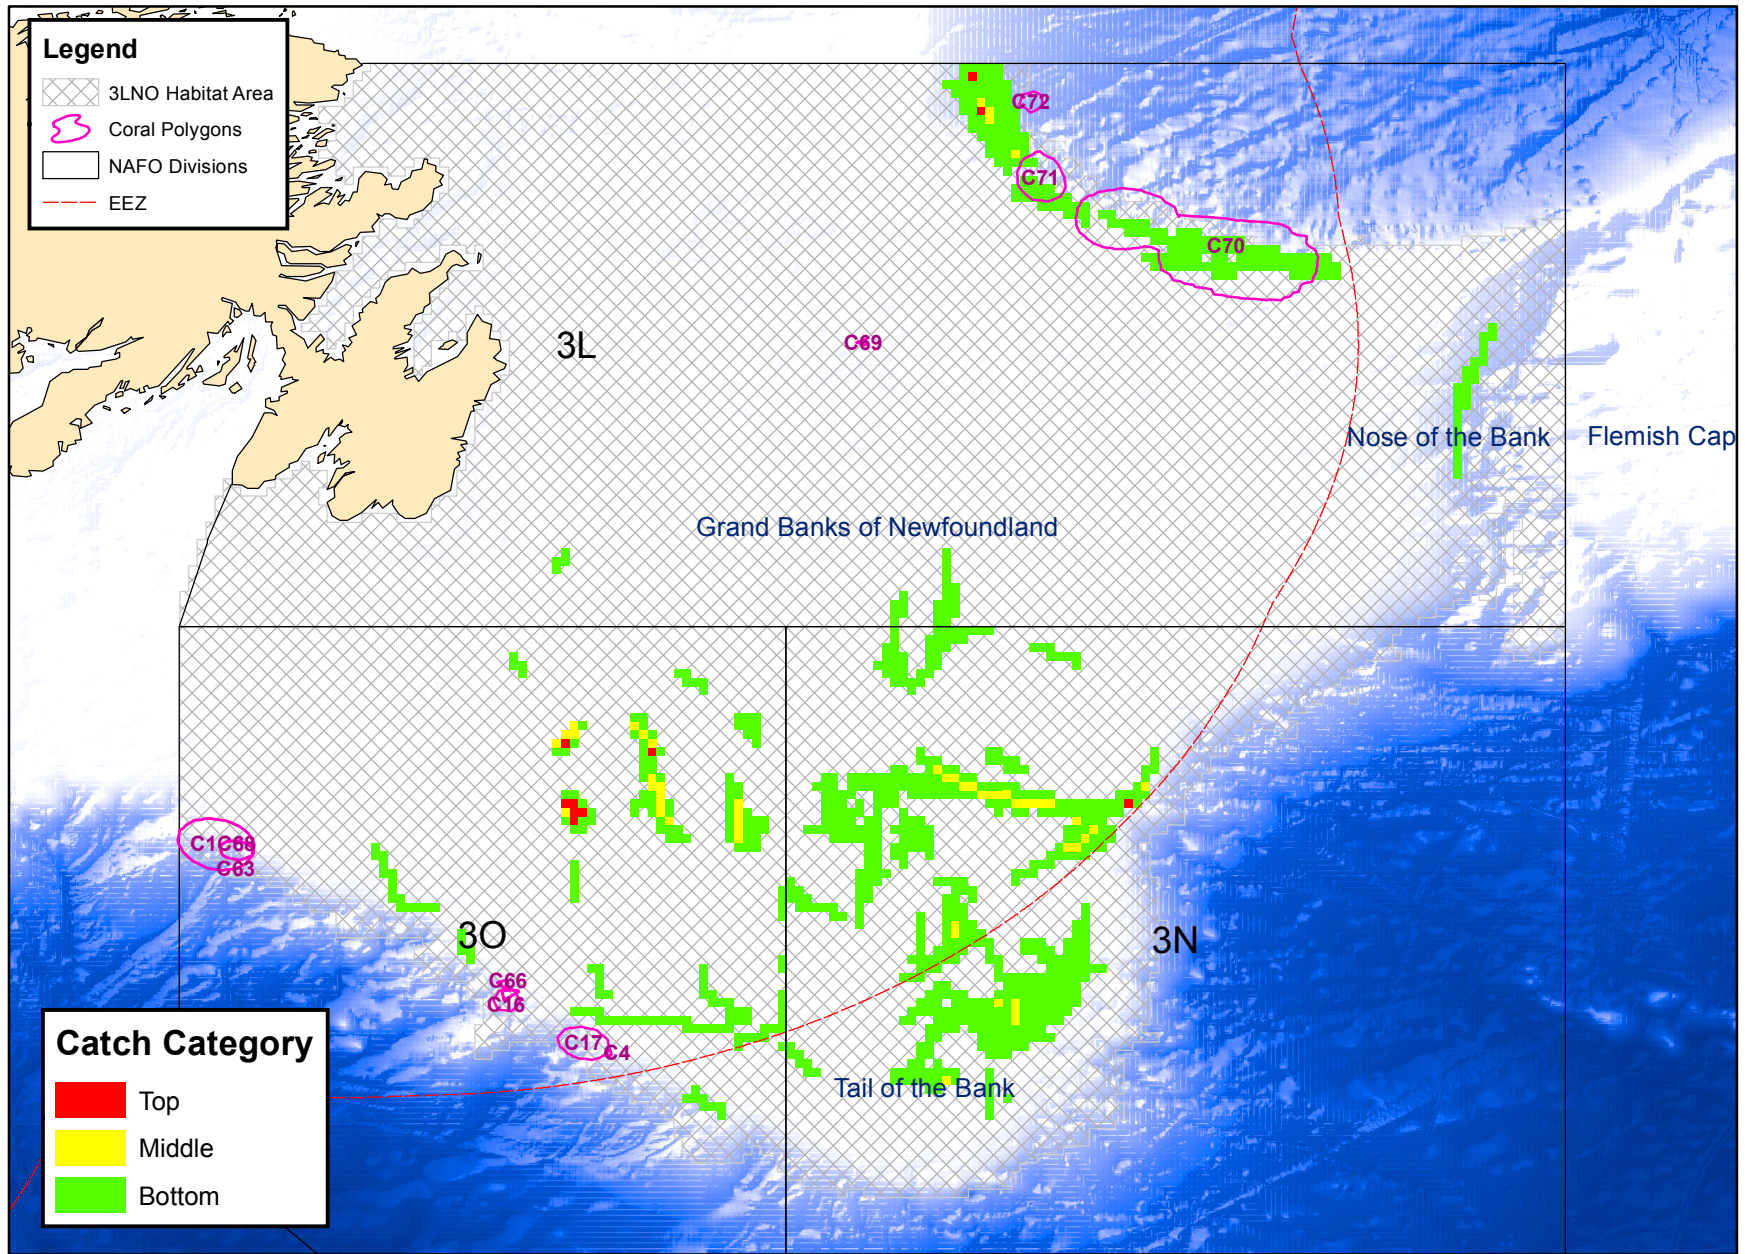 Legend
3LNO Habitat Area
Coral Polygons
NAFO Divisions
EEZ
C72
C71
C70
C69
3L
Nose of the Bank
Flemish Cap
Grand Banks of Newfoundland
C68
C63
3O
3N
C66
C16
C17
C4
Tail of the Bank
Catch Category
Top
Middle
Bottom